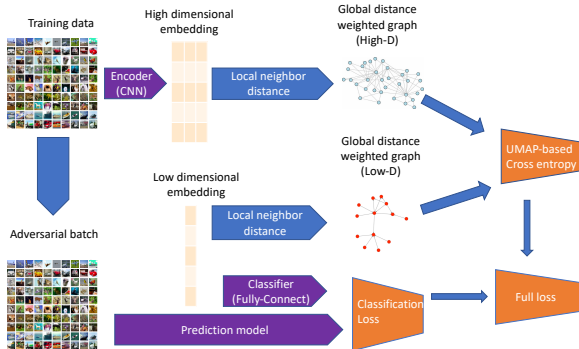 Training data
High dimensional
embedding
Global distance
weighted graph
(High-D)
Encoder
(CNN)
Local neighbor
distance
UMAP-based
Cross entropy
Global distance
weighted graph
(Low-D)
Low dimensional
embedding
Local neighbor
distance
Adversarial batch
Classifier
(Fully-Connect)
Classification
Loss
Full loss
Prediction model